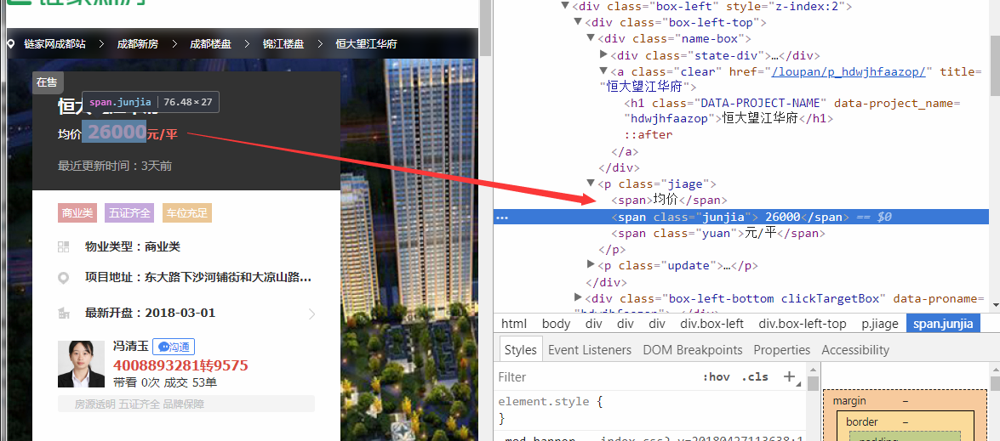 链家新房
链家网成都站 > 成都新房 > 成都楼盘 > 锦江楼盘 > 恒大望江华府
在售
span.junjia | 76.48×27
均价 26000元/平
最近更新时间：3天前
商业类 五证齐全 车位充足
物业类型：商业类
项目地址：东大路下沙河铺街和大凉山路...
最新开盘：2018-03-01
冯清玉 沟通
4008893281转9575
带看 0次 成交 53单
房源透明 五证齐全 品牌保障
▼<div class="box-left" style="z-index:2">
▼<div class="box-left-top">
▼<div class="name-box">
▶<div class="state-div">…</div>
▼<a class="clear" href="/loupan/p_hdwjhfaazop/" title=
"恒大望江华府">
<h1 class="DATA-PROJECT-NAME" data-project_name=
"hdwjhfaazop">恒大望江华府</h1>
::after
</a>
</div>
▼<p class="jiage">
<span>均价</span>
… <span class="junjia"> 26000</span> == $0
<span class="yuan">元/平</span>
</p>
▶<p class="update">…</p>
</div>
▶<div class="box-left-bottom clickTargetBox" data-proname=
html body div div div div.box-left div.box-left-top p.jiage span.junjia
Styles Event Listeners DOM Breakpoints Properties Accessibility
Filter :hov .cls +
element.style {
}
margin –
border –